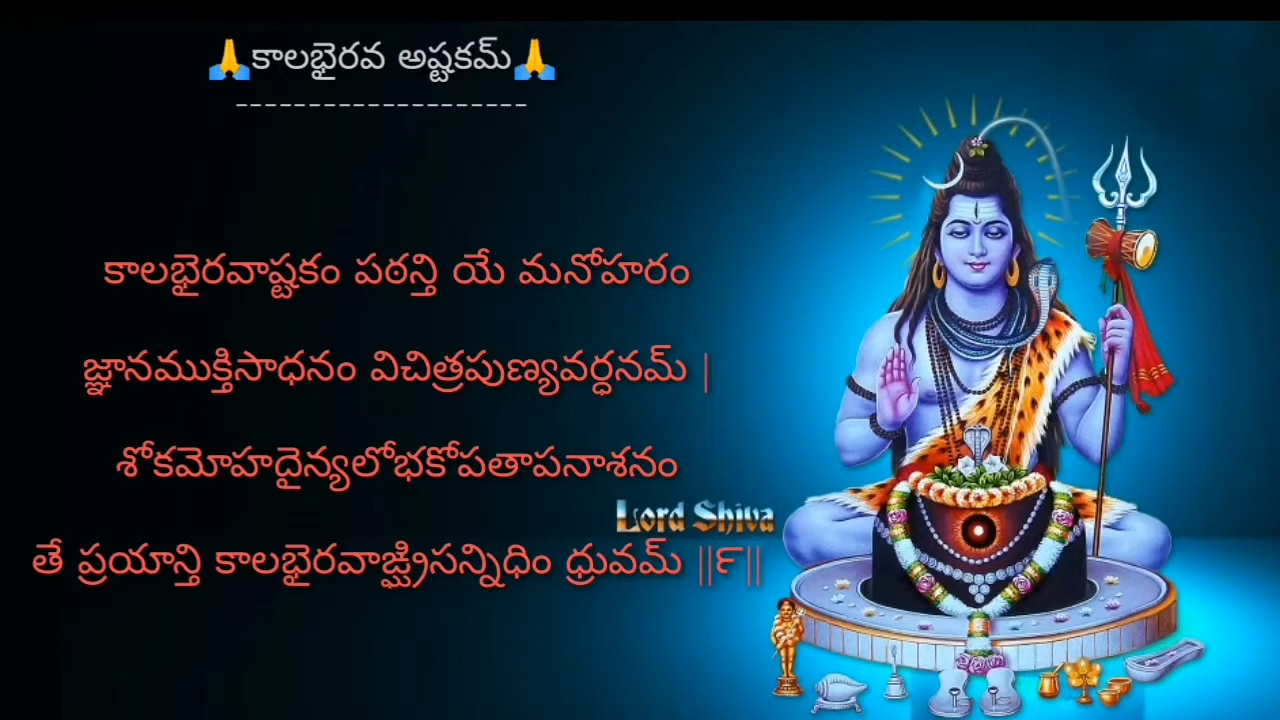 🙏కాలభైరవ అష్టకమ్🙏
--------------------
కాలభైరవాష్టకం పఠన్తి యే మనోహరం
జ్ఞానముక్తిసాధనం విచిత్రపుణ్యవర్ధనమ్ |
శోకమోహదైన్యలోభకోపతాపనాశనం
Lord Shiva
తే ప్రయాన్తి కాలభైరవాఙ్ఘ్రిసన్నిధిం ధ్రువమ్ ||౯||